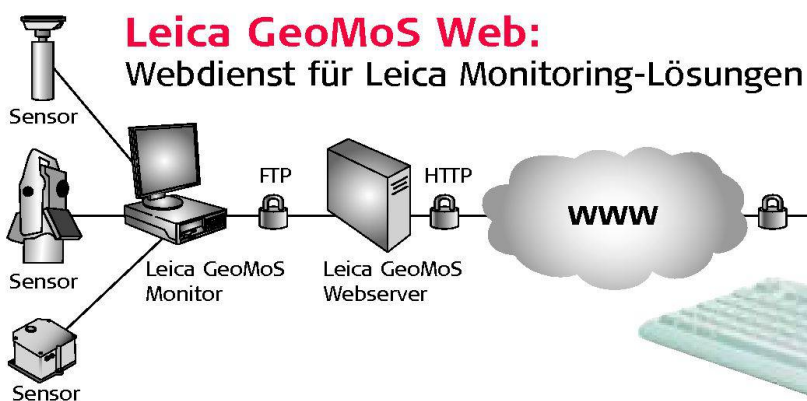 Leica GeoMoS Web:
Webdienst für Leica Monitoring-Lösungen
Sensor
FTP
HTTP
www
Sensor
Leica GeoMoS
Monitor
Leica GeoMoS
Webserver
Sensor